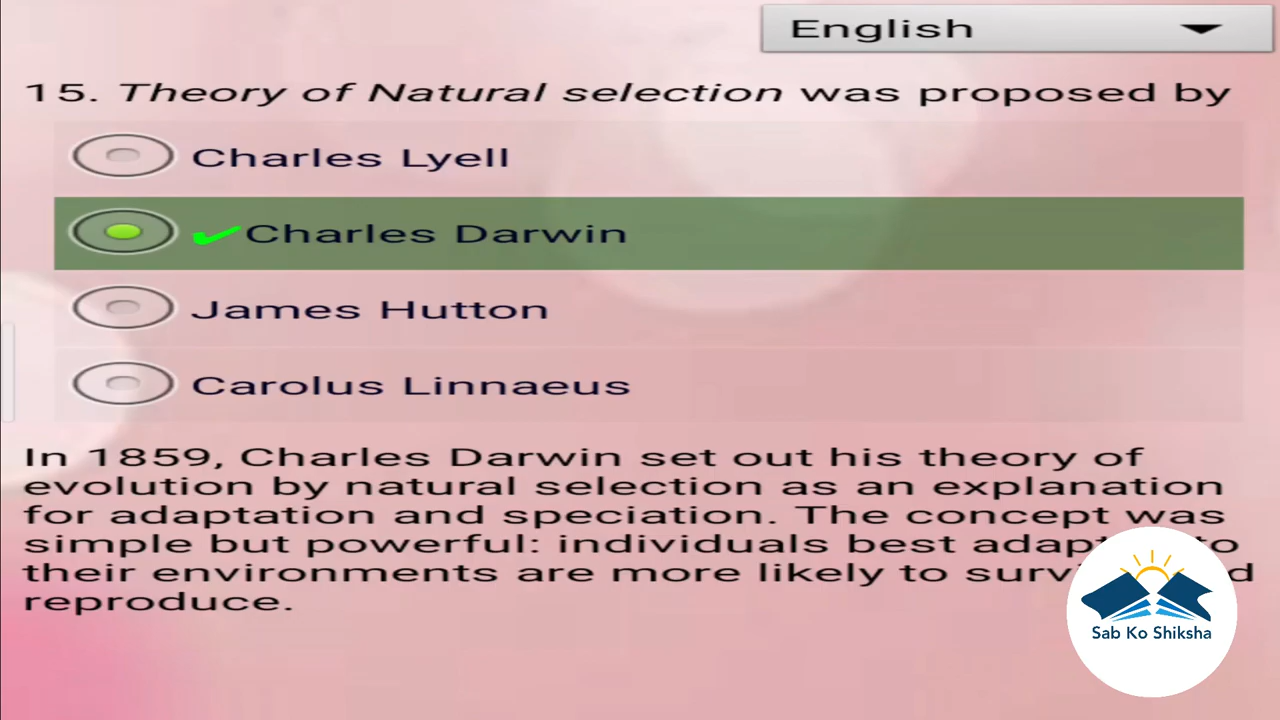 English
15. Theory of Natural selection was proposed by
Charles Lyell
Charles Darwin
James Hutton
Carolus Linnaeus
In 1859, Charles Darwin set out his theory of
evolution by natural selection as an explanation
for adaptation and speciation. The concept was
simple but powerful: individuals best adapt to
their environments are more likely to
reproduce.
Sab Ko Shiksha